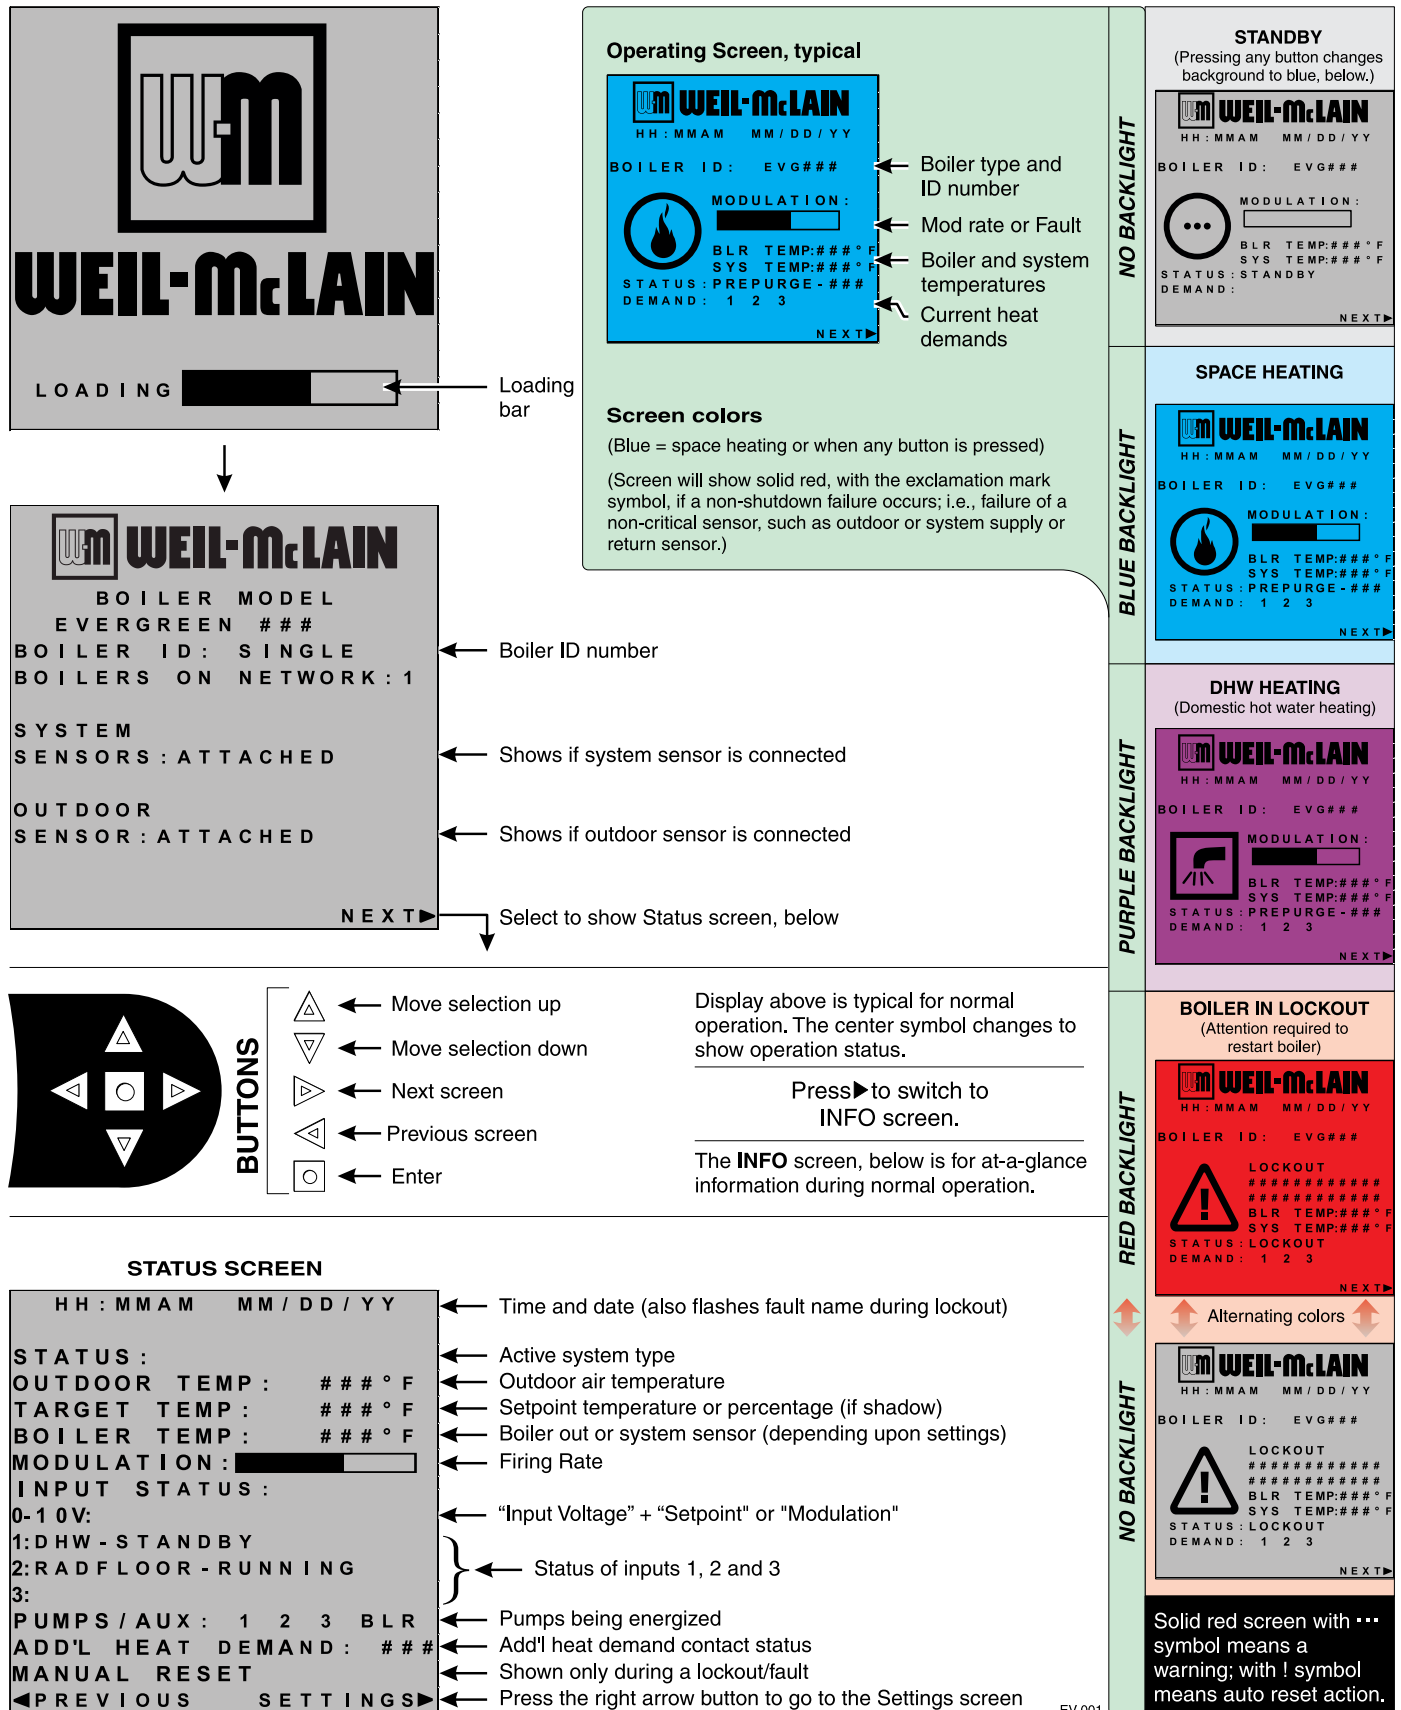 WM
WEIL-McLAIN
LOADING
Loading
bar
WM WEIL-McLAIN
BOILER MODEL
EVERGREEN ###
BOILER ID: SINGLE
BOILERS ON NETWORK:1
SYSTEM
SENSORS:ATTACHED
OUTDOOR
SENSOR:ATTACHED
NEXT▶
Boiler ID number
Shows if system sensor is connected
Shows if outdoor sensor is connected
Select to show Status screen, below
Operating Screen, typical
WM WEIL-McLAIN
HH:MMAM MM/DD/YY
BOILER ID: EVG###
MODULATION:
BLR TEMP:###°F
SYS TEMP:###°F
STATUS:PREPURGE-###
DEMAND: 1 2 3
NEXT▶
Boiler type and
ID number
Mod rate or Fault
Boiler and system
temperatures
Current heat
demands
Screen colors
(Blue = space heating or when any button is pressed)
(Screen will show solid red, with the exclamation mark
symbol, if a non-shutdown failure occurs; i.e., failure of a
non-critical sensor, such as outdoor or system supply or
return sensor.)
BUTTONS
Move selection up
Move selection down
Next screen
Previous screen
Enter
Display above is typical for normal
operation. The center symbol changes to
show operation status.
Press▶to switch to
INFO screen.
The INFO screen, below is for at-a-glance
information during normal operation.
STATUS SCREEN
HH:MMAM MM/DD/YY
STATUS:
OUTDOOR TEMP: ###°F
TARGET TEMP: ###°F
BOILER TEMP: ###°F
MODULATION:
INPUT STATUS:
0-10V:
1:DHW-STANDBY
2:RADFLOOR-RUNNING
3:
PUMPS/AUX: 1 2 3 BLR
ADD'L HEAT DEMAND: ###
MANUAL RESET
◀PREVIOUS SETTINGS▶
Time and date (also flashes fault name during lockout)
Active system type
Outdoor air temperature
Setpoint temperature or percentage (if shadow)
Boiler out or system sensor (depending upon settings)
Firing Rate
“Input Voltage” + “Setpoint" or "Modulation"
Status of inputs 1, 2 and 3
Pumps being energized
Add'l heat demand contact status
Shown only during a lockout/fault
Press the right arrow button to go to the Settings screen
EV-001
NO BACKLIGHT
STANDBY
(Pressing any button changes
background to blue, below.)
WM WEIL-McLAIN
HH:MMAM MM/DD/YY
BOILER ID: EVG###
MODULATION:
BLR TEMP:###°F
SYS TEMP:###°F
STATUS:STANDBY
DEMAND:
NEXT▶
BLUE BACKLIGHT
SPACE HEATING
WM WEIL-McLAIN
HH:MMAM MM/DD/YY
BOILER ID: EVG###
MODULATION:
BLR TEMP:###°F
SYS TEMP:###°F
STATUS:PREPURGE-###
DEMAND: 1 2 3
NEXT▶
PURPLE BACKLIGHT
DHW HEATING
(Domestic hot water heating)
WM WEIL-McLAIN
HH:MMAM MM/DD/YY
BOILER ID: EVG###
MODULATION:
BLR TEMP:###°F
SYS TEMP:###°F
STATUS:PREPURGE-###
DEMAND: 1 2 3
NEXT▶
RED BACKLIGHT
BOILER IN LOCKOUT
(Attention required to
restart boiler)
WM WEIL-McLAIN
HH:MMAM MM/DD/YY
BOILER ID: EVG###
LOCKOUT
############
############
BLR TEMP:###°F
SYS TEMP:###°F
STATUS:LOCKOUT
DEMAND: 1 2 3
NEXT▶
Alternating colors
NO BACKLIGHT
WM WEIL-McLAIN
HH:MMAM MM/DD/YY
BOILER ID: EVG###
LOCKOUT
############
############
BLR TEMP:###°F
SYS TEMP:###°F
STATUS:LOCKOUT
DEMAND: 1 2 3
NEXT▶
Solid red screen with ···
symbol means a
warning; with ! symbol
means auto reset action.